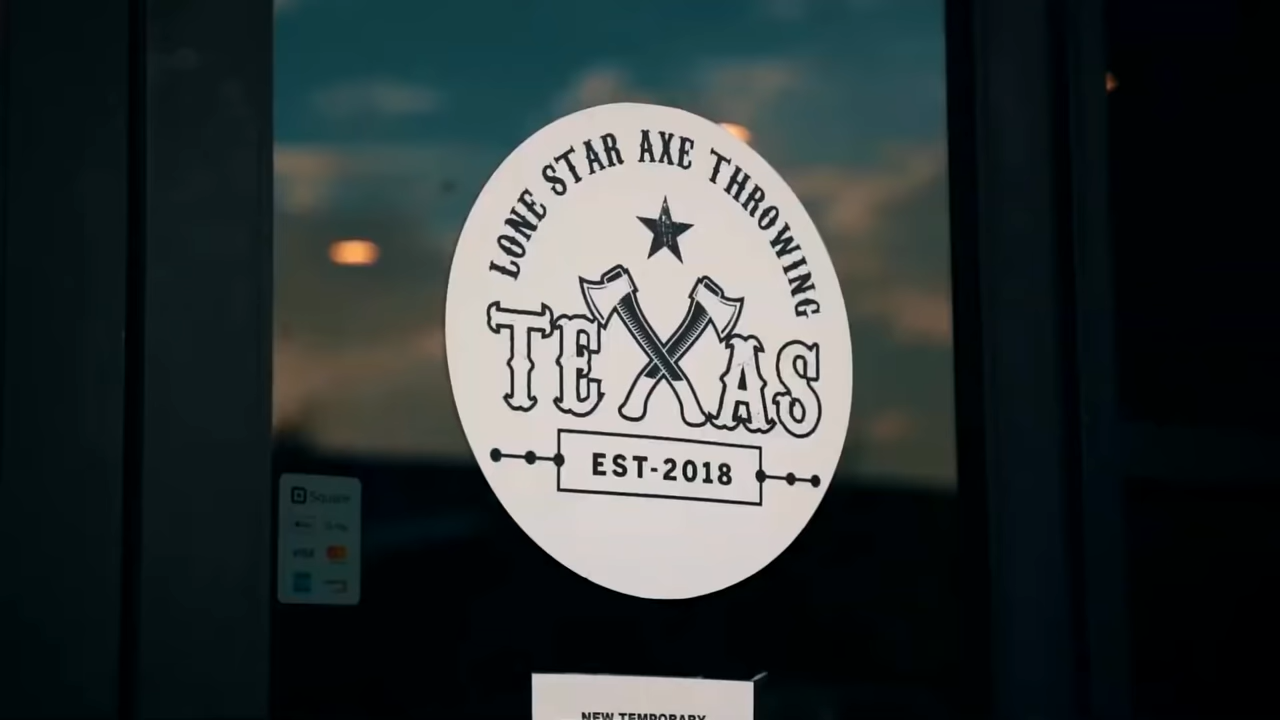 LONE STAR AXE THROWING
TEXAS
EST-2018
Square
VISA
NEW TEMPORARY